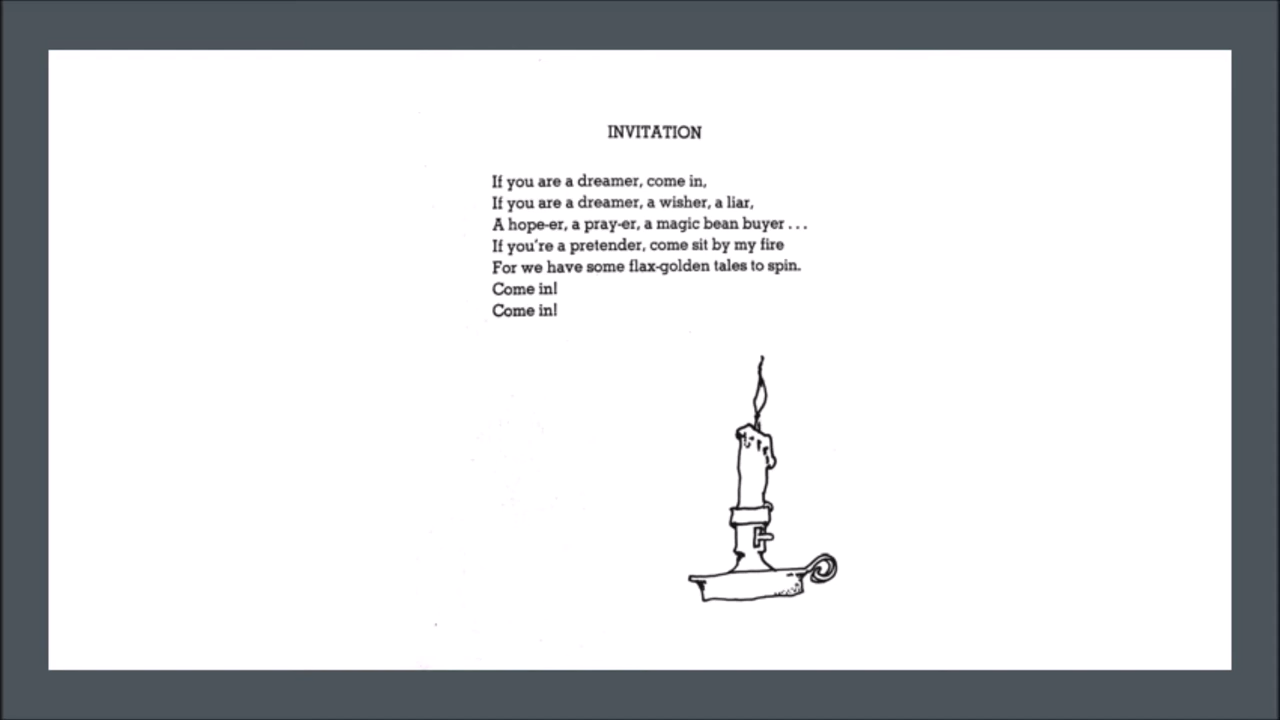 INVITATION
If you are a dreamer, come in,
If you are a dreamer, a wisher, a liar,
A hope-er, a pray-er, a magic bean buyer . . .
If you're a pretender, come sit by my fire
For we have some flax-golden tales to spin.
Come in!
Come in!